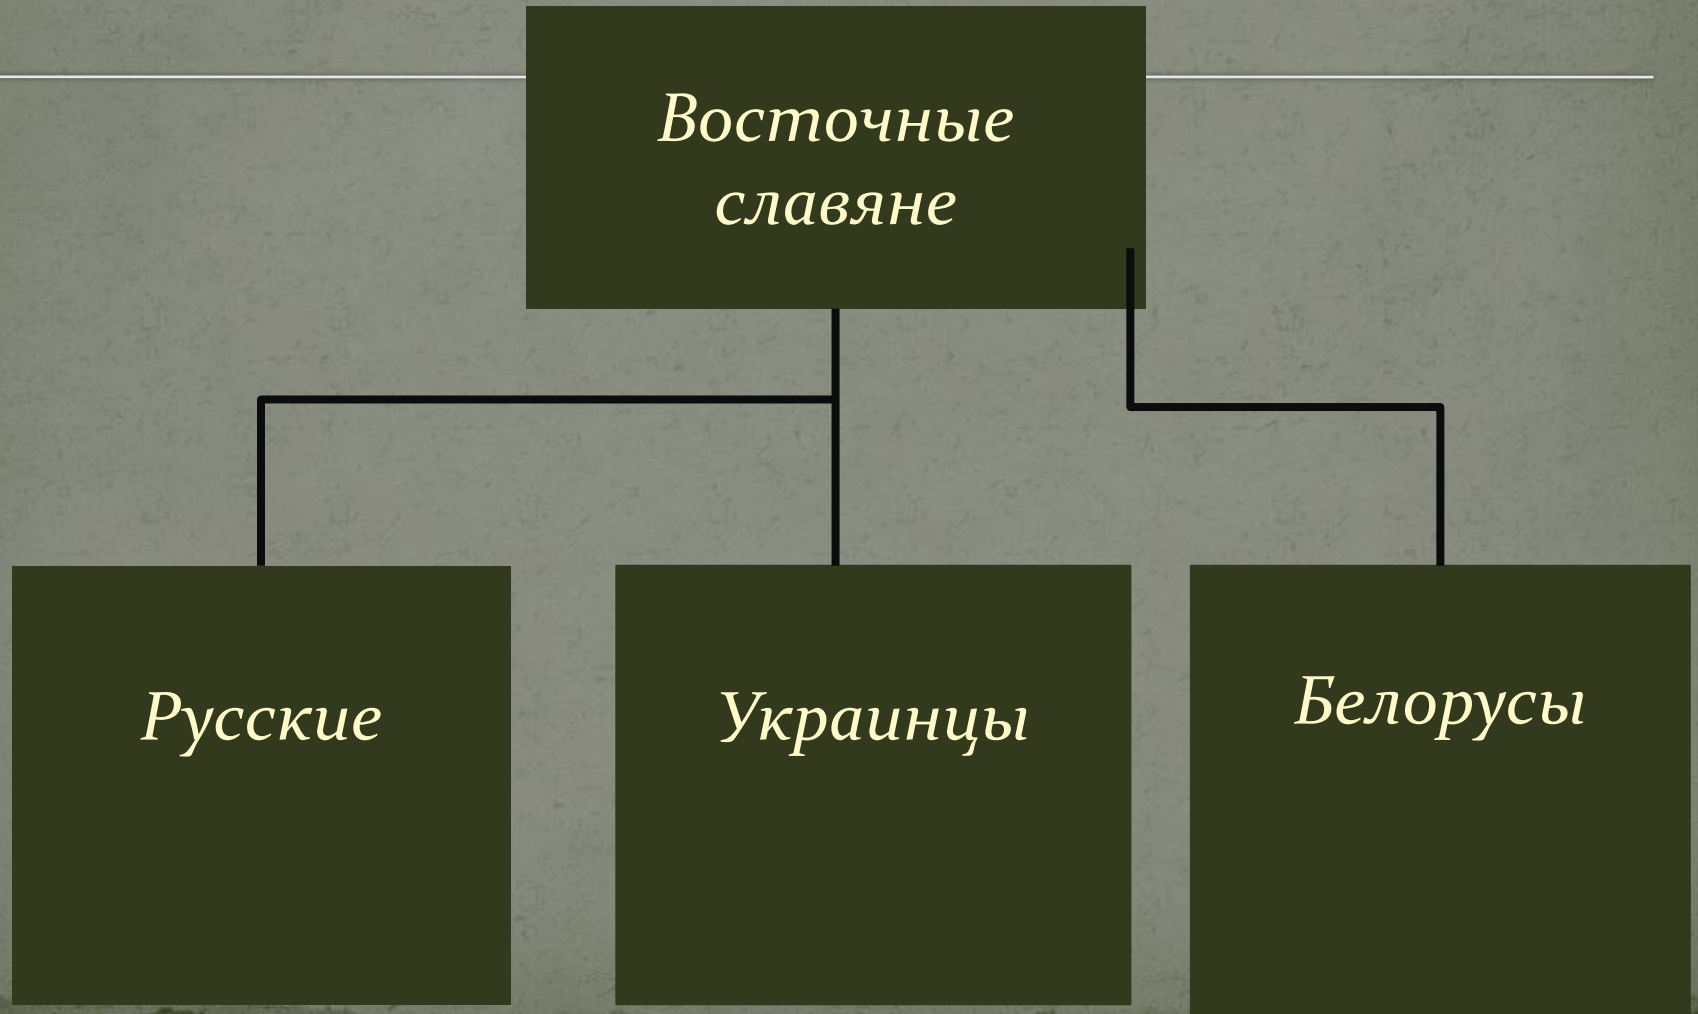 Восточные
славяне
Русские
Украинцы
Белорусы